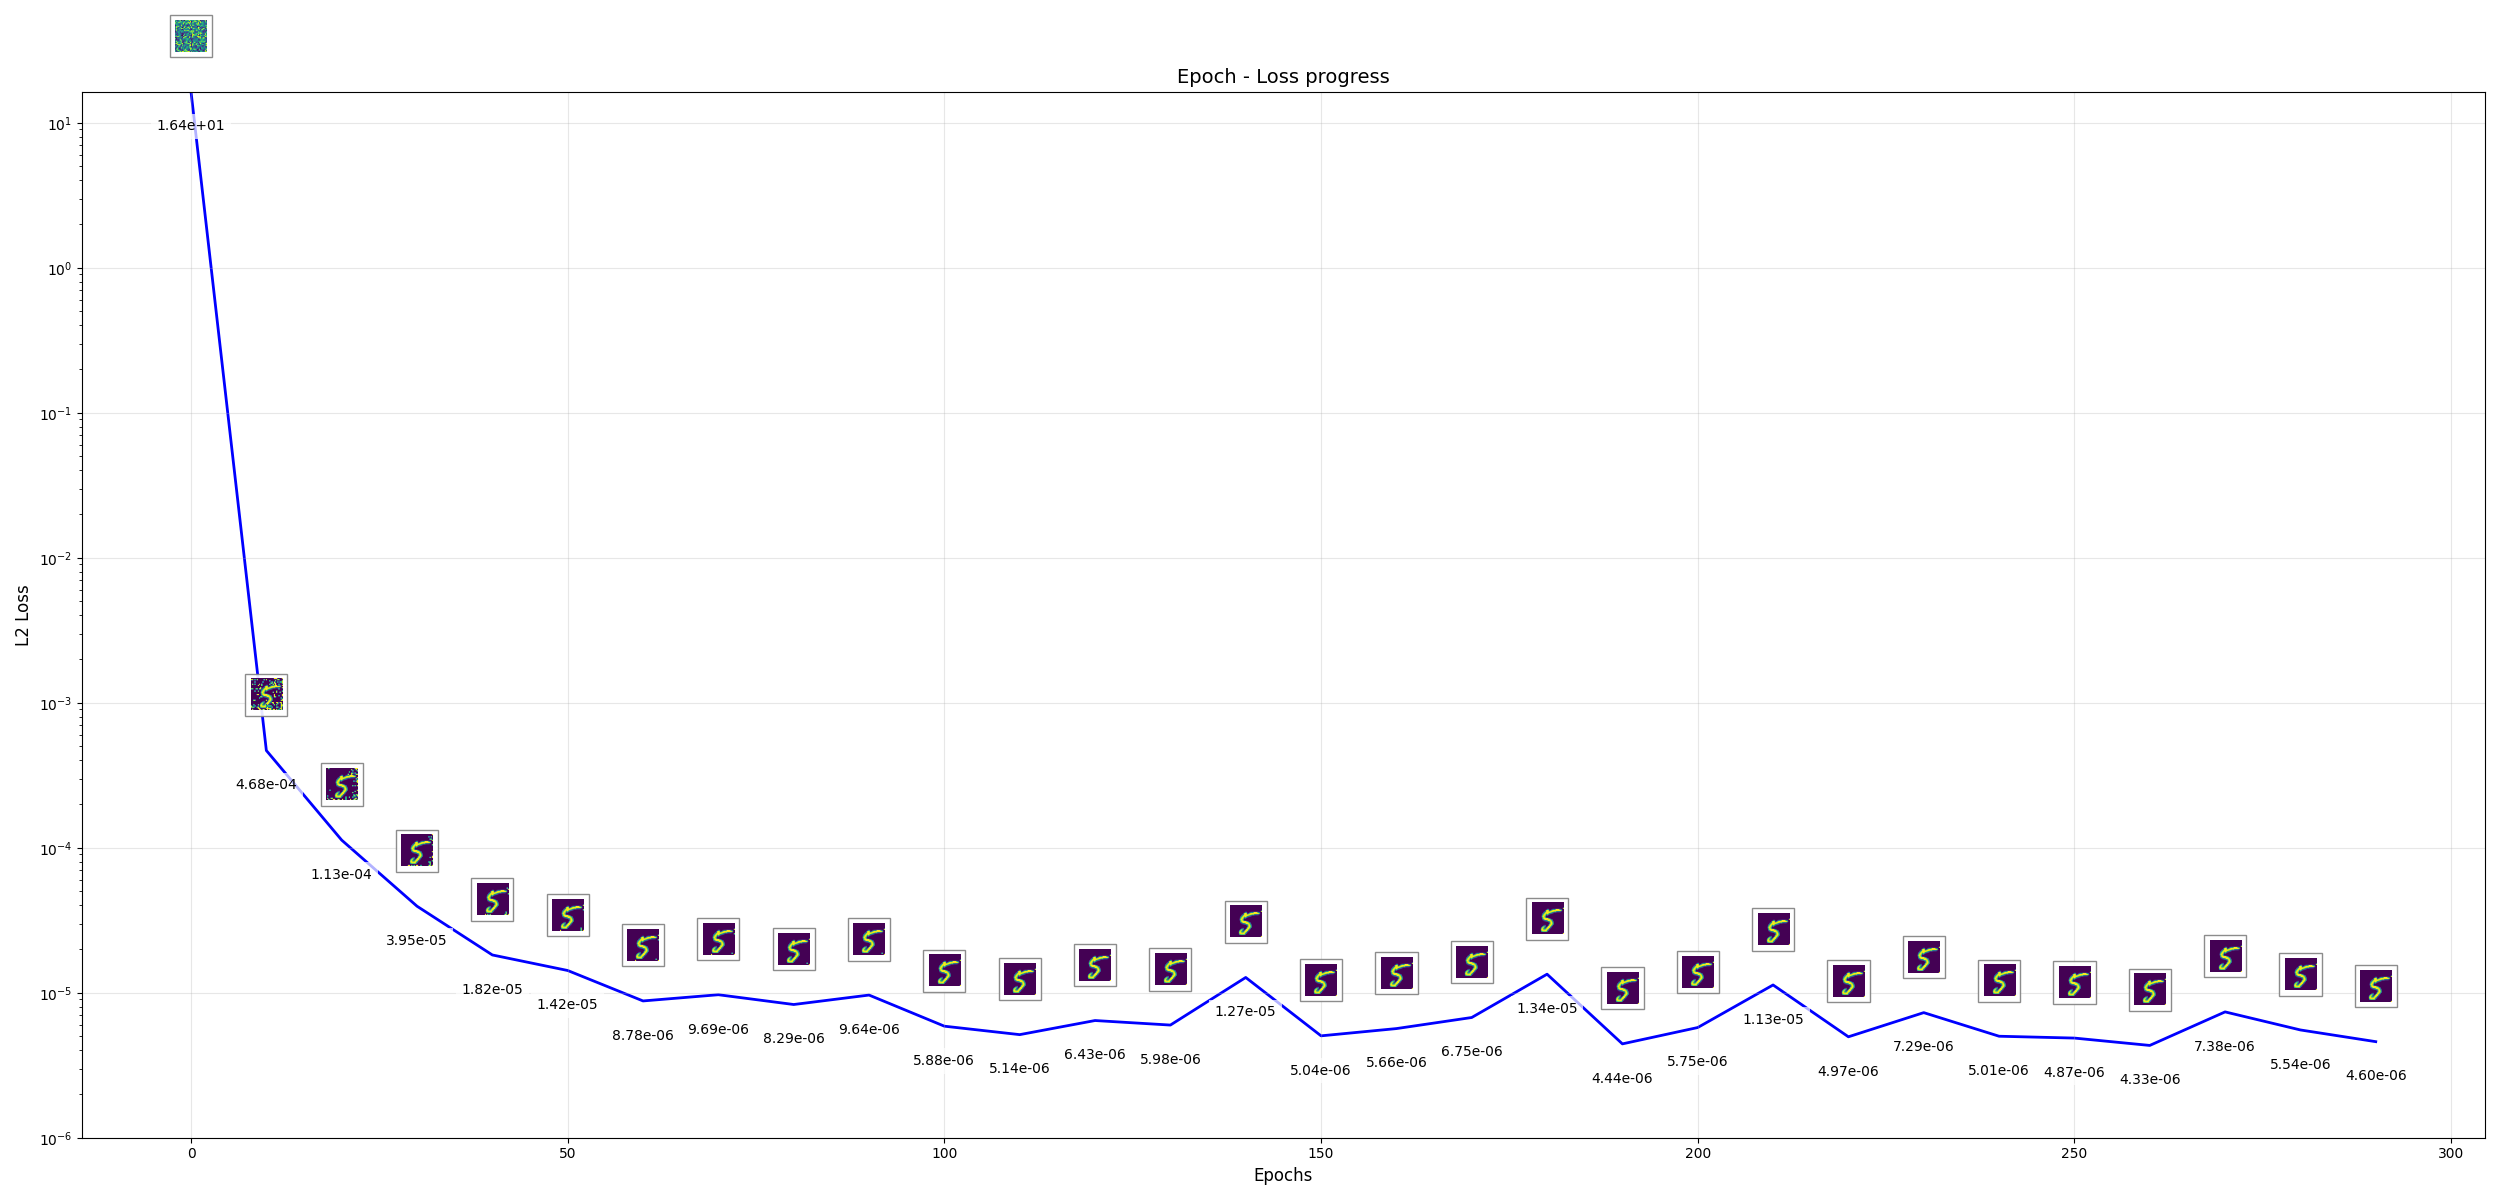 Epoch - Loss progress
L2 Loss
10¹
10⁰
10⁻¹
10⁻²
10⁻³
10⁻⁴
10⁻⁵
10⁻⁶
1.64e+01
4.68e-04
1.13e-04
3.95e-05
1.82e-05
1.42e-05
8.78e-06
9.69e-06
8.29e-06
9.64e-06
5.88e-06
5.14e-06
6.43e-06
5.98e-06
1.27e-05
5.04e-06
5.66e-06
6.75e-06
1.34e-05
4.44e-06
5.75e-06
1.13e-05
4.97e-06
7.29e-06
5.01e-06
4.87e-06
4.33e-06
7.38e-06
5.54e-06
4.60e-06
0 50 100 150 200 250 300
Epochs